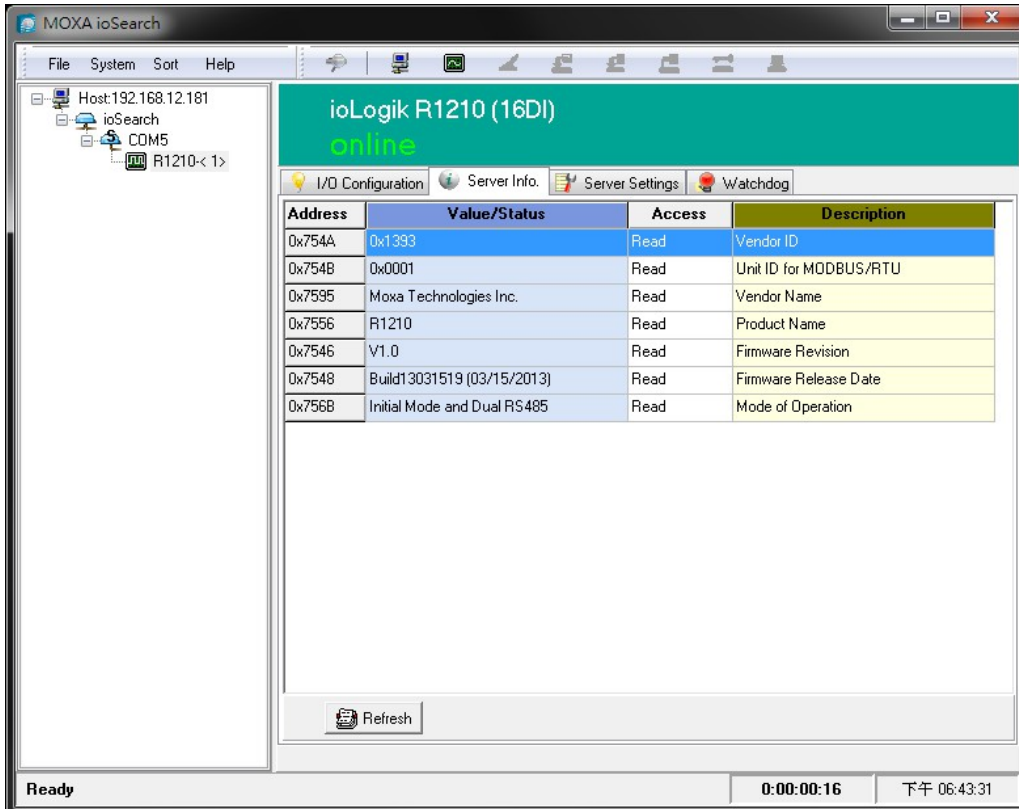 MOXA ioSearch
File System Sort Help
Host:192.168.12.181
ioSearch
COM5
R1210-< 1>
ioLogik R1210 (16DI)
online
I/O Configuration Server Info. Server Settings Watchdog
Address Value/Status Access Description
0x754A 0x1393 Read Vendor ID
0x754B 0x0001 Read Unit ID for MODBUS/RTU
0x7595 Moxa Technologies Inc. Read Vendor Name
0x7556 R1210 Read Product Name
0x7546 V1.0 Read Firmware Revision
0x7548 Build13031519 (03/15/2013) Read Firmware Release Date
0x756B Initial Mode and Dual RS485 Read Mode of Operation
Refresh
Ready 0:00:00:16 下午 06:43:31